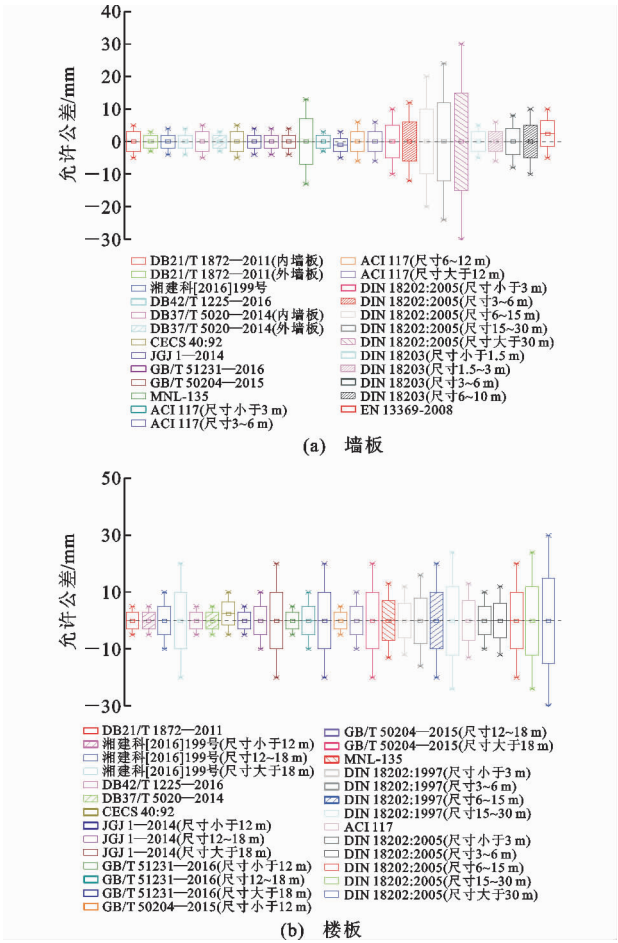 40
30
20
10
0
−10
−20
−30
允许公差/mm
DB21/T 1872—2011(内墙板)
DB21/T 1872—2011(外墙板)
湘建科[2016]199号
DB42/T 1225—2016
DB37/T 5020—2014(内墙板)
DB37/T 5020—2014(外墙板)
CECS 40:92
JGJ 1—2014
GB/T 51231—2016
GB/T 50204—2015
MNL-135
ACI 117(尺寸小于3 m)
ACI 117(尺寸3~6 m)
ACI 117(尺寸6~12 m)
ACI 117(尺寸大于12 m)
DIN 18202:2005(尺寸小于3 m)
DIN 18202:2005(尺寸3~6 m)
DIN 18202:2005(尺寸6~15 m)
DIN 18202:2005(尺寸15~30 m)
DIN 18202:2005(尺寸大于30 m)
DIN 18203(尺寸小于1.5 m)
DIN 18203(尺寸1.5~3 m)
DIN 18203(尺寸3~6 m)
DIN 18203(尺寸6~10 m)
EN 13369-2008
(a) 墙板
50
30
10
−10
−30
允许公差/mm
DB21/T 1872—2011
湘建科[2016]199号(尺寸小于12 m)
湘建科[2016]199号(尺寸12~18 m)
湘建科[2016]199号(尺寸大于18 m)
DB42/T 1225—2016
DB37/T 5020—2014
CECS 40:92
JGJ 1—2014(尺寸小于12 m)
JGJ 1—2014(尺寸12~18 m)
JGJ 1—2014(尺寸大于18 m)
GB/T 51231—2016(尺寸小于12 m)
GB/T 51231—2016(尺寸12~18 m)
GB/T 51231—2016(尺寸大于18 m)
GB/T 50204—2015(尺寸小于12 m)
GB/T 50204—2015(尺寸12~18 m)
GB/T 50204—2015(尺寸大于18 m)
MNL-135
DIN 18202:1997(尺寸小于3 m)
DIN 18202:1997(尺寸3~6 m)
DIN 18202:1997(尺寸6~15 m)
DIN 18202:1997(尺寸15~30 m)
ACI 117
DIN 18202:2005(尺寸小于3 m)
DIN 18202:2005(尺寸3~6 m)
DIN 18202:2005(尺寸6~15 m)
DIN 18202:2005(尺寸15~30 m)
DIN 18202:2005(尺寸大于30 m)
(b) 楼板